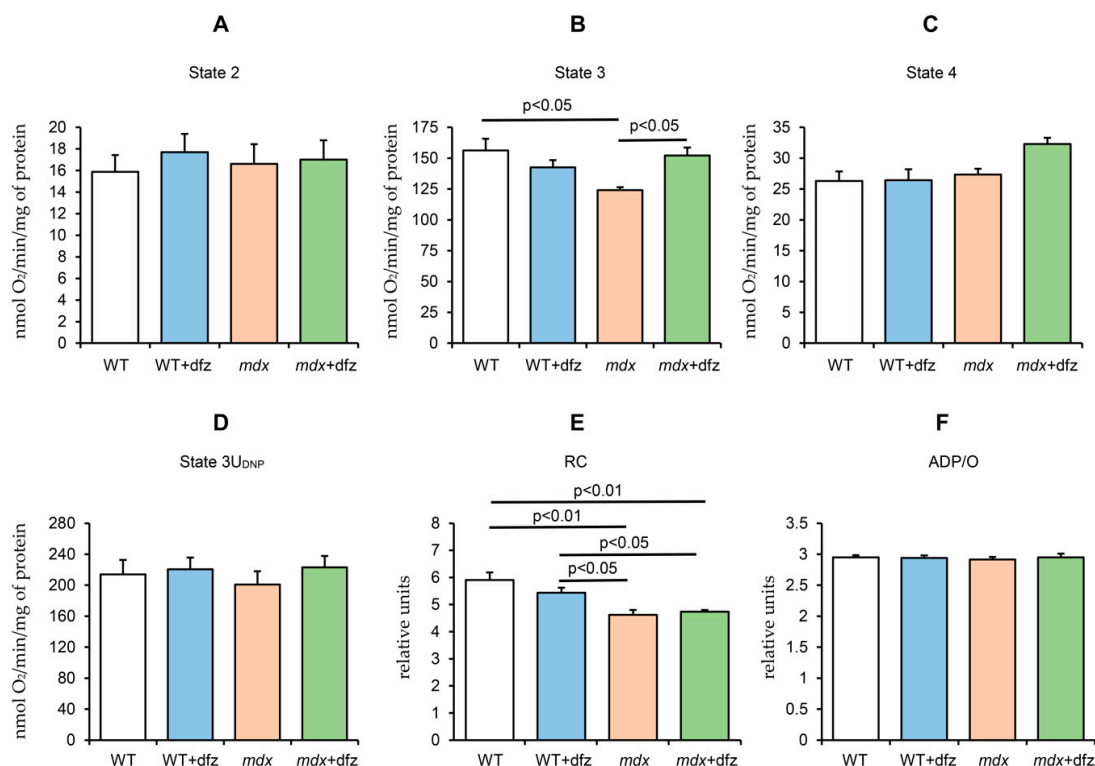 A
State 2
nmol O₂/min/mg of protein
20
18
16
14
12
10
8
6
4
2
0
WT WT+dfz mdx mdx+dfz
B
State 3
p<0.05
p<0.05
nmol O₂/min/mg of protein
175
150
125
100
75
50
25
0
WT WT+dfz mdx mdx+dfz
C
State 4
nmol O₂/min/mg of protein
35
30
25
20
15
10
5
0
WT WT+dfz mdx mdx+dfz
D
State 3UDNP
nmol O₂/min/mg of protein
280
240
200
160
120
80
40
0
WT WT+dfz mdx mdx+dfz
E
RC
p<0.01
p<0.01
p<0.05
p<0.05
relative units
8
7
6
5
4
3
2
1
0
WT WT+dfz mdx mdx+dfz
F
ADP/O
relative units
3.5
3
2.5
2
1.5
1
0.5
0
WT WT+dfz mdx mdx+dfz